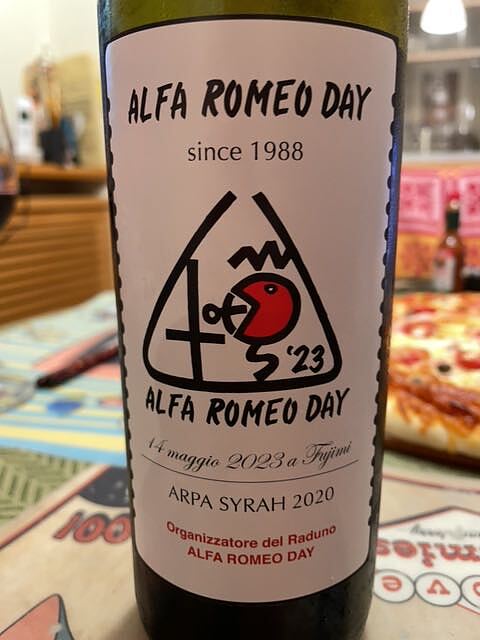 ALFA ROMEO DAY
since 1988
'23
ALFA ROMEO DAY
14 maggio 2023 a Fujimi
ARPA SYRAH 2020
Organizzatore del Raduno
ALFA ROMEO DAY
1001